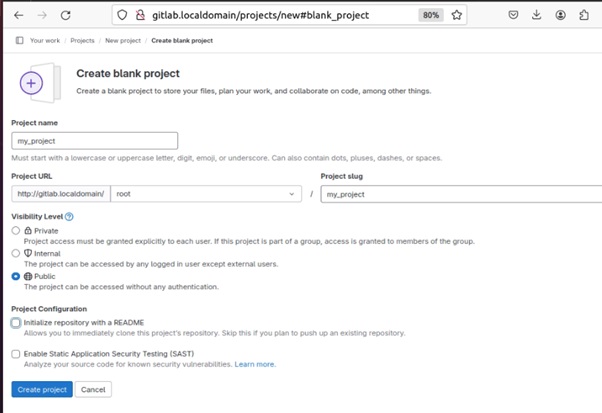 gitlab.localdomain/projects/new#blank_project 80%
Your work / Projects / New project / Create blank project
Create blank project
Create a blank project to store your files, plan your work, and collaborate on code, among other things.
Project name
my_project
Must start with a lowercase or uppercase letter, digit, emoji, or underscore. Can also contain dots, pluses, dashes, or spaces.
Project URL Project slug
http://gitlab.localdomain/ root / my_project
Visibility Level
Private
Project access must be granted explicitly to each user. If this project is part of a group, access is granted to members of the group.
Internal
The project can be accessed by any logged in user except external users.
Public
The project can be accessed without any authentication.
Project Configuration
Initialize repository with a README
Allows you to immediately clone this project's repository. Skip this if you plan to push up an existing repository.
Enable Static Application Security Testing (SAST)
Analyze your source code for known security vulnerabilities. Learn more.
Create project Cancel